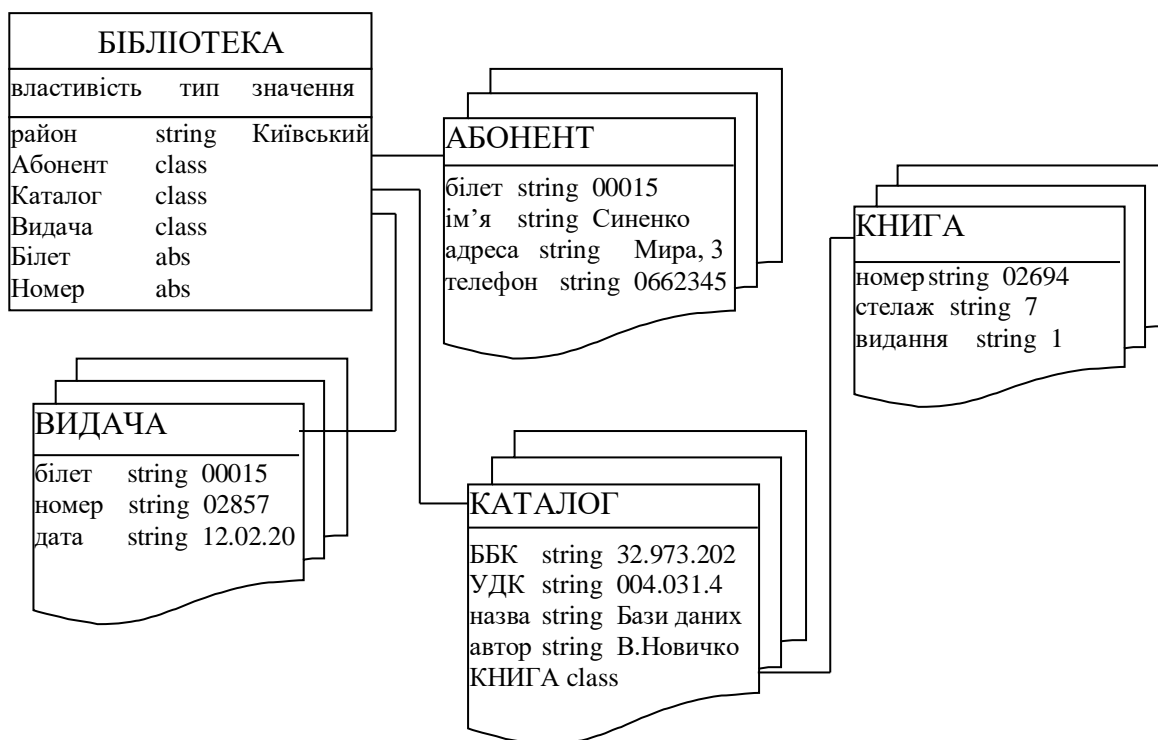 БІБЛІОТЕКА
властивість тип значення
район string Київський
Абонент class
Каталог class
Видача class
Білет abs
Номер abs
АБОНЕНТ
білет string 00015
ім’я string Синенко
адреса string Мира, 3
телефон string 0662345
КНИГА
номер string 02694
стелаж string 7
видання string 1
ВИДАЧА
білет string 00015
номер string 02857
дата string 12.02.20
КАТАЛОГ
ББК string 32.973.202
УДК string 004.031.4
назва string Бази даних
автор string В.Новичко
КНИГА class